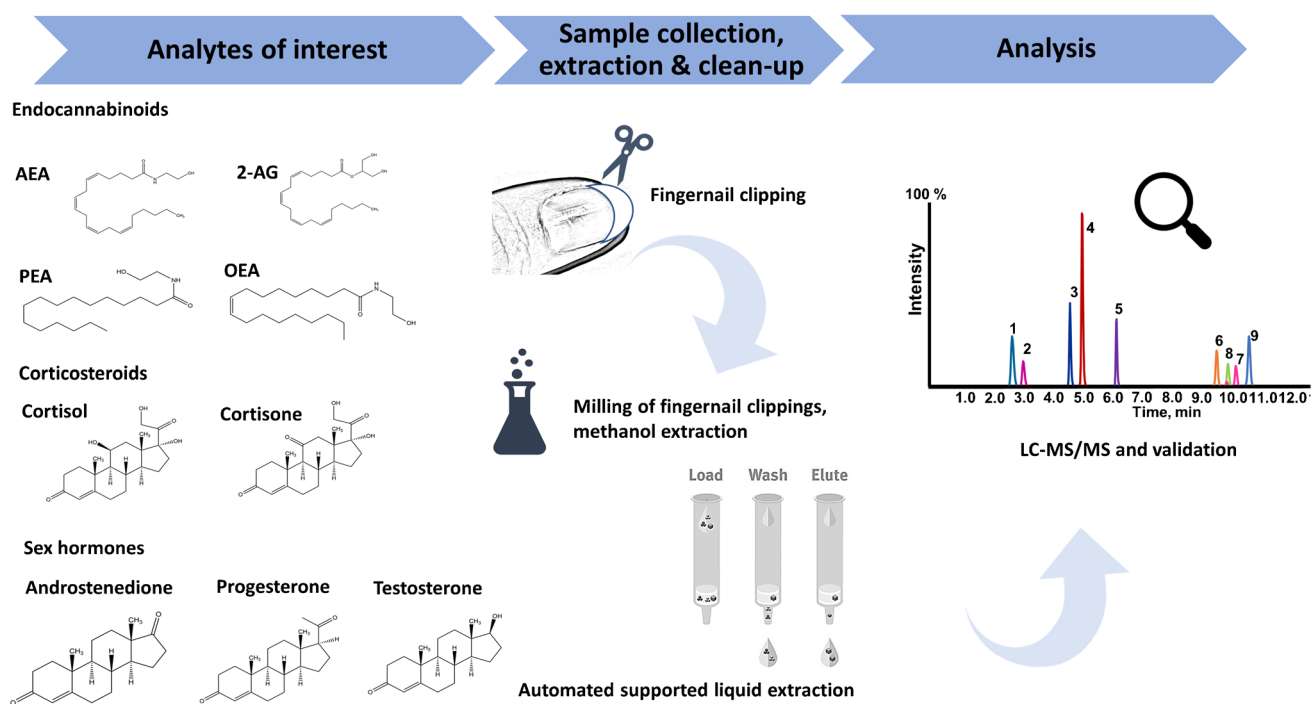 Analytes of interest
Sample collection,
extraction & clean-up
Analysis
Endocannabinoids
AEA
2-AG
PEA
OEA
Corticosteroids
Cortisol
Cortisone
Sex hormones
Androstenedione
Progesterone
Testosterone
Fingernail clipping
Milling of fingernail clippings,
methanol extraction
Load Wash Elute
Automated supported liquid extraction
100 %
Intensity
1
2
3
4
5
6
8
7
9
1.0 2.0 3.0 4.0 5.0 6.0 7.0 8.0 9.0 10.0 11.0 12.0
Time, min
LC-MS/MS and validation